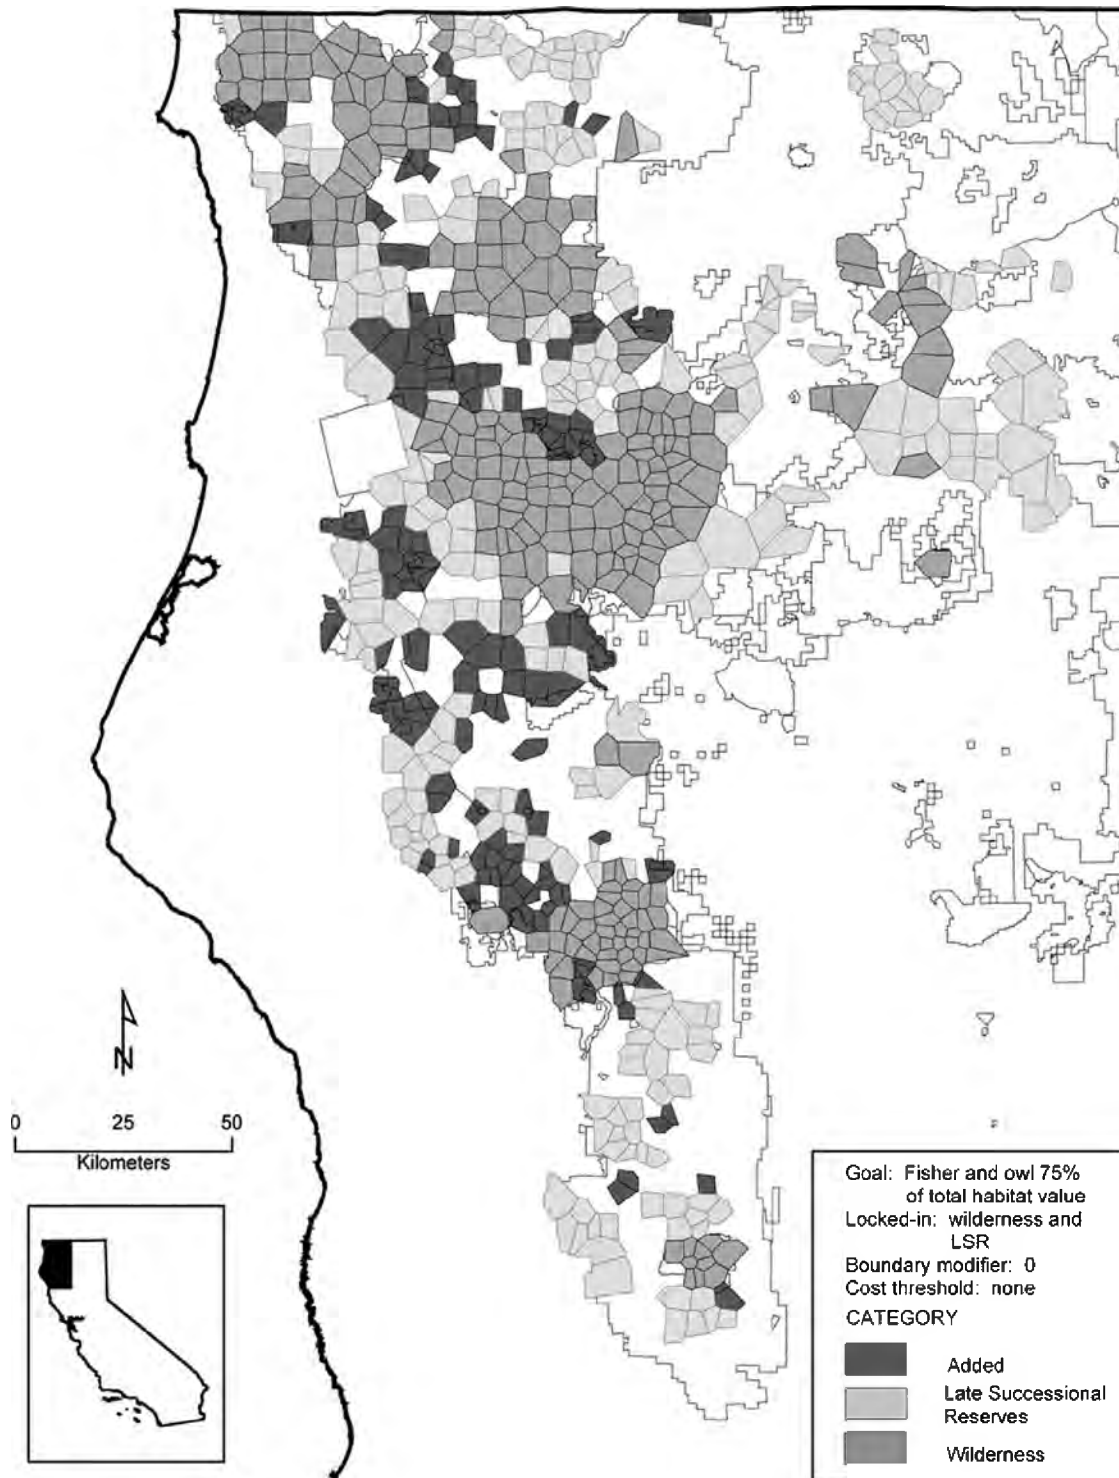 N
0 25 50
Kilometers
Goal: Fisher and owl 75%
of total habitat value
Locked-in: wilderness and
LSR
Boundary modifier: 0
Cost threshold: none
CATEGORY
Added
Late Successional
Reserves
Wilderness